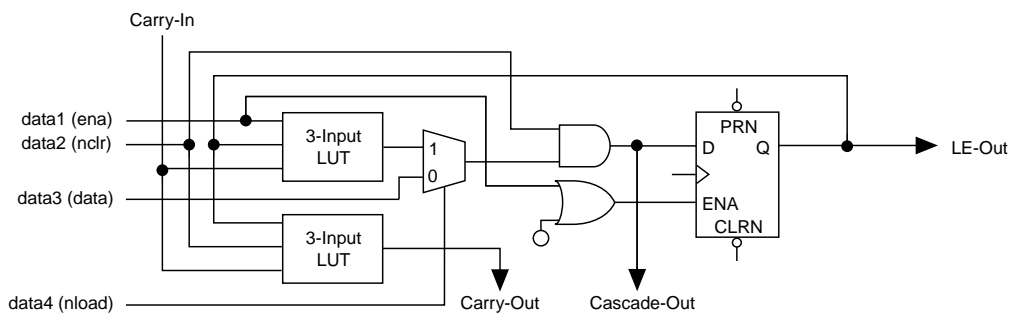 Carry-In
data1 (ena)
data2 (nclr)
data3 (data)
data4 (nload)
3-Input
LUT
1
0
3-Input
LUT
Carry-Out
Cascade-Out
PRN
D
Q
ENA
CLRN
LE-Out